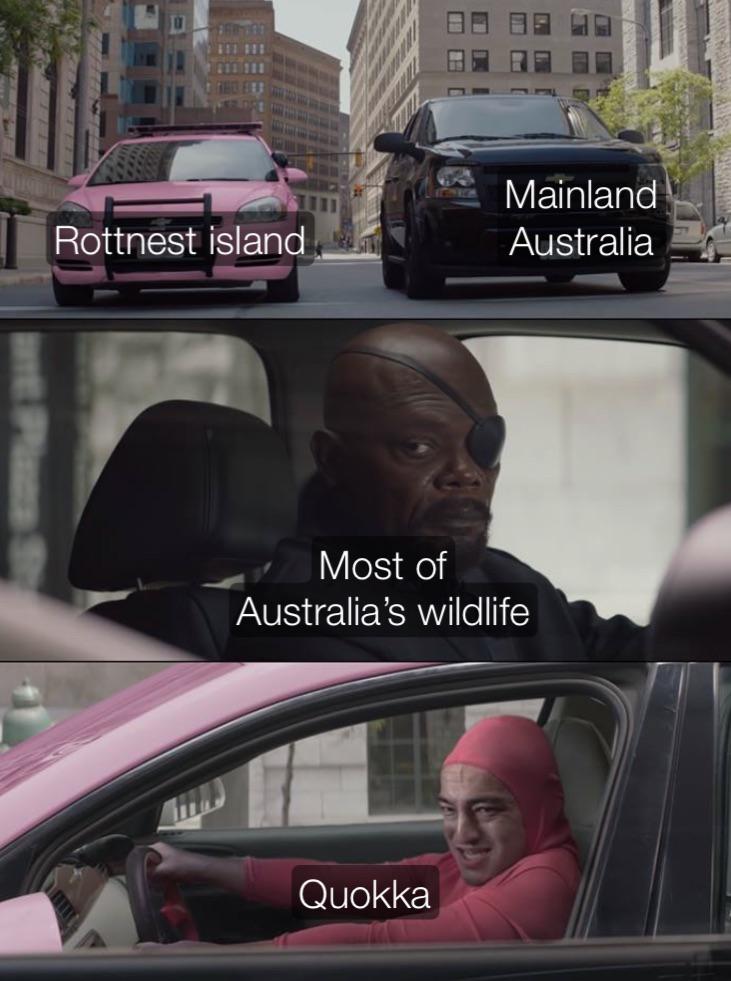 Rottnest island
Mainland
Australia
Most of
Australia's wildlife
Quokka